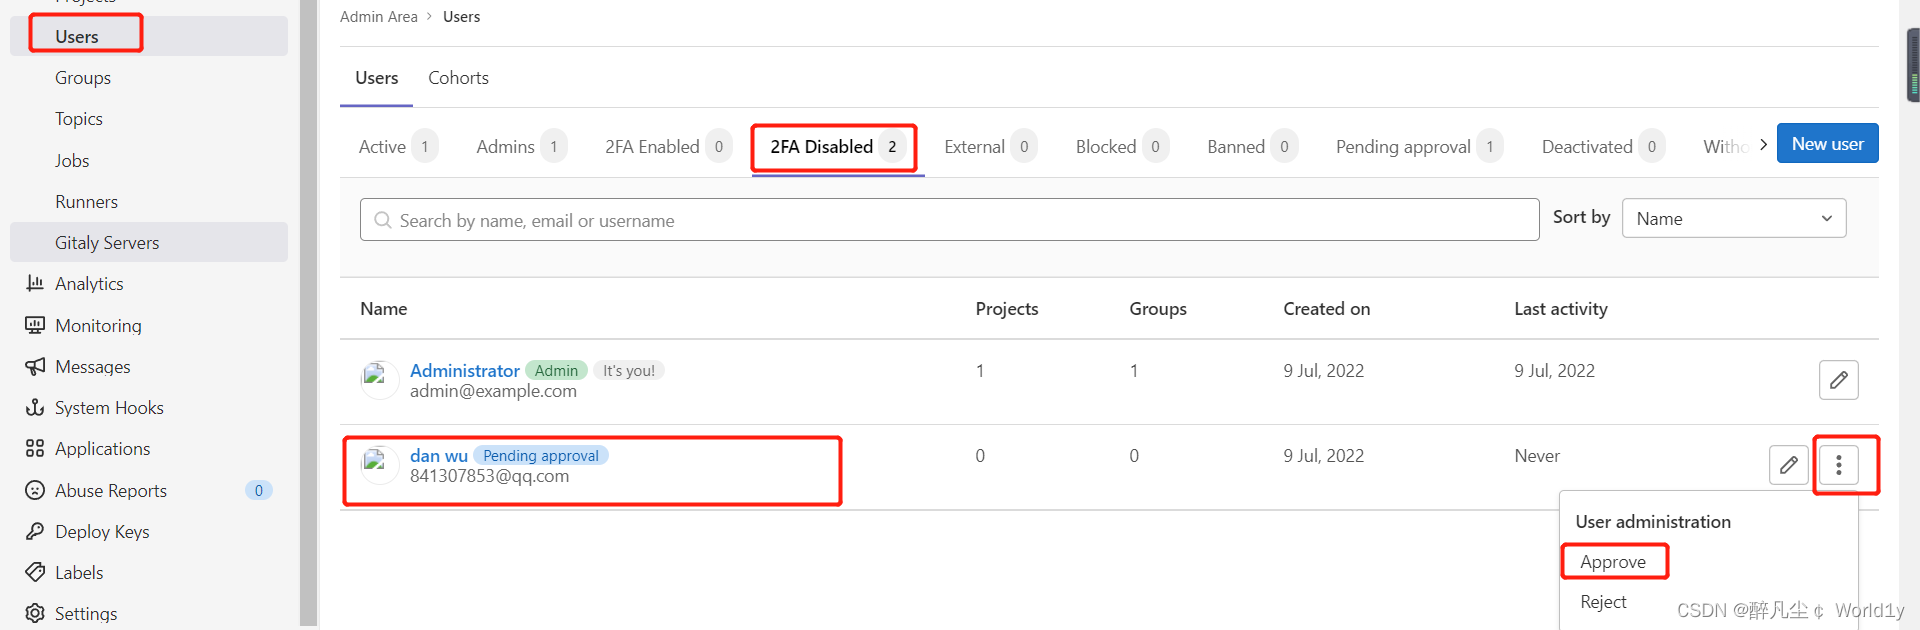 Projects
Users
Groups
Topics
Jobs
Runners
Gitaly Servers
Analytics
Monitoring
Messages
System Hooks
Applications
Abuse Reports 0
Deploy Keys
Labels
Settings
Admin Area > Users
Users Cohorts
Active 1 Admins 1 2FA Enabled 0 2FA Disabled 2 External 0 Blocked 0 Banned 0 Pending approval 1 Deactivated 0 Witho New user
Search by name, email or username Sort by Name
Name Projects Groups Created on Last activity
Administrator Admin It's you! 1 1 9 Jul, 2022 9 Jul, 2022
admin@example.com
dan wu Pending approval 0 0 9 Jul, 2022 Never
841307853@qq.com
User administration
Approve
Reject
CSDN @醉凡尘 ¢ World1y